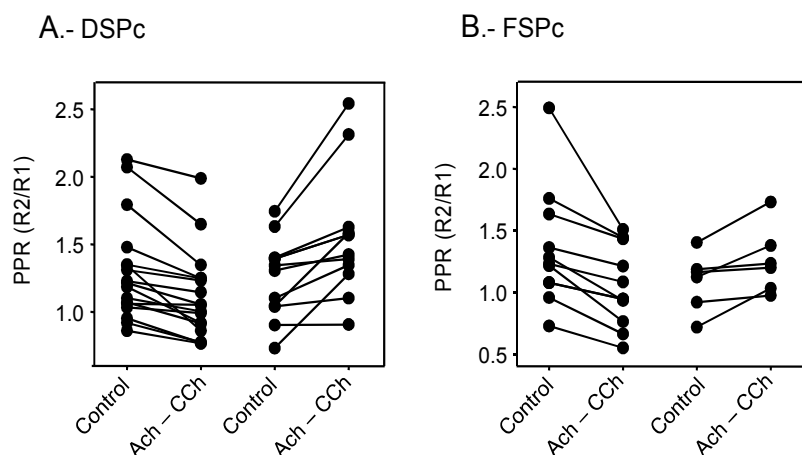 A.- DSPc
B.- FSPc
PPR (R2/R1)
2.5
2.0
1.5
1.0
Control
Ach – CCh
Control
Ach – CCh
PPR (R2/R1)
2.5
2.0
1.5
1.0
0.5
Control
Ach – CCh
Control
Ach – CCh